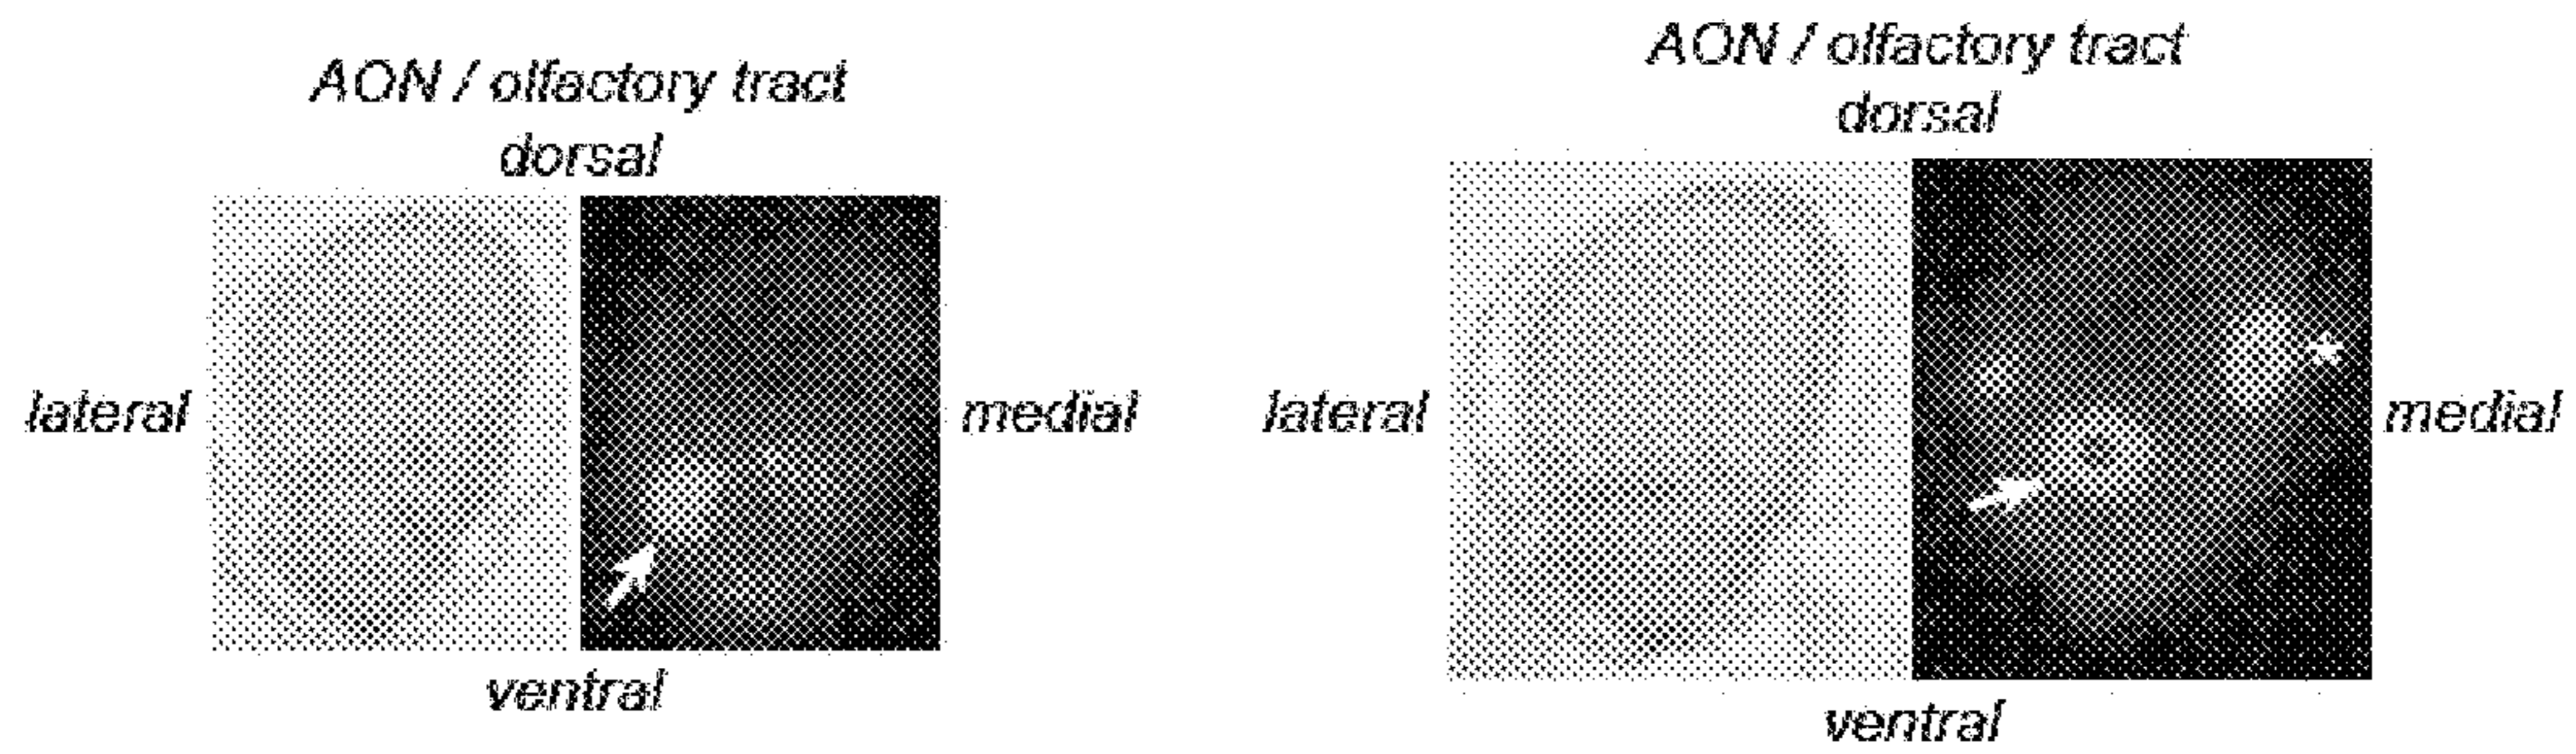 AON / olfactory tract
dorsal
lateral
medial
ventral
AON / olfactory tract
dorsal
lateral
medial
ventral